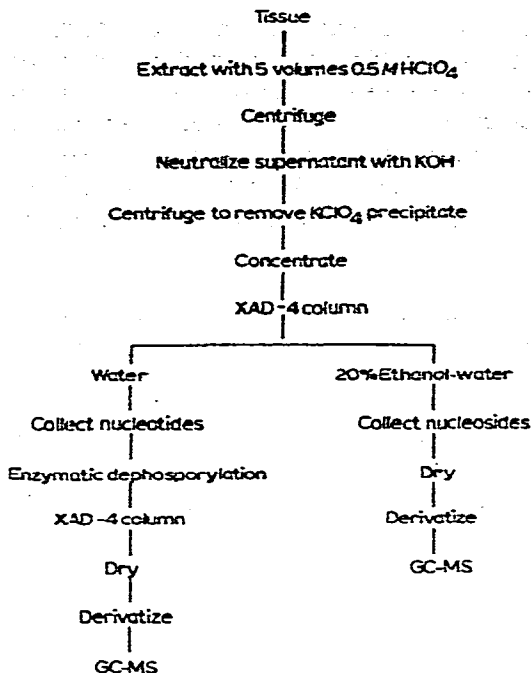 Tissue
Extract with 5 volumes 0.5 M HClO4
Centrifuge
Neutralize supernatant with KOH
Centrifuge to remove KClO4 precipitate
Concentrate
XAD-4 column
Water
Collect nucleotides
Enzymatic dephosporylation
XAD-4 column
Dry
Derivatize
GC-MS
20% Ethanol-water
Collect nucleosides
Dry
Derivatize
GC-MS